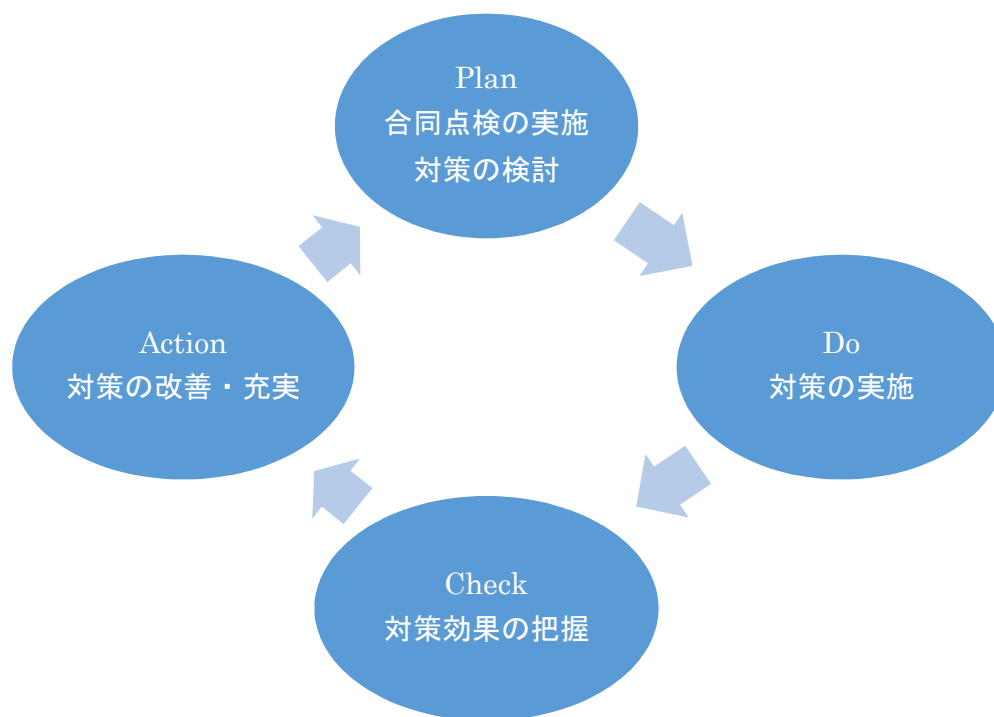 Plan
合同点検の実施
対策の検討
Do
対策の実施
Check
対策効果の把握
Action
対策の改善・充実